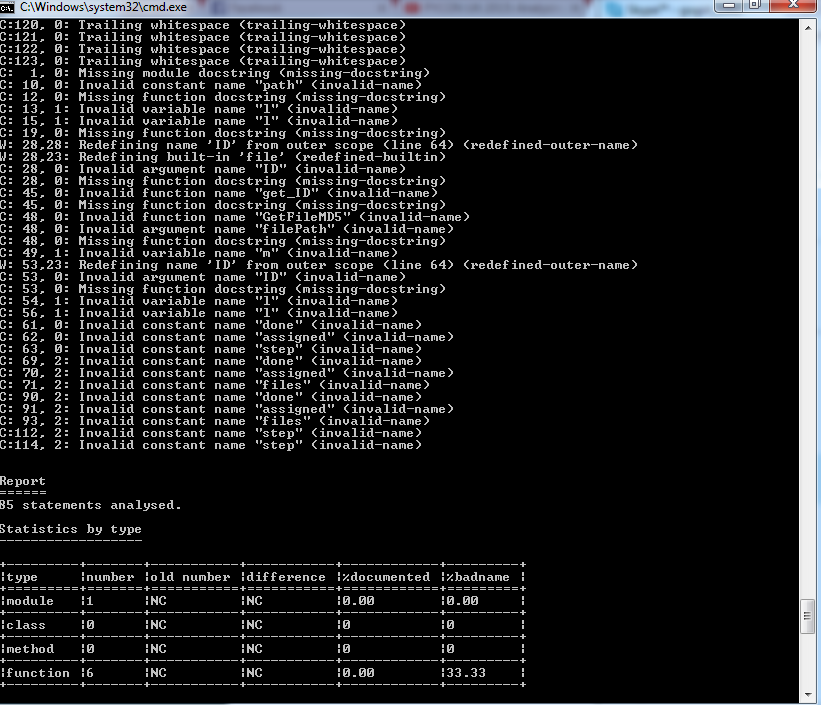 C:\Windows\system32\cmd.exe
C:120, 0: Trailing whitespace (trailing-whitespace)
C:121, 0: Trailing whitespace (trailing-whitespace)
C:122, 0: Trailing whitespace (trailing-whitespace)
C:123, 0: Trailing whitespace (trailing-whitespace)
C:  1, 0: Missing module docstring (missing-docstring)
C: 10, 0: Invalid constant name "path" (invalid-name)
C: 12, 0: Missing function docstring (missing-docstring)
C: 13, 1: Invalid variable name "l" (invalid-name)
C: 15, 1: Invalid variable name "l" (invalid-name)
C: 19, 0: Missing function docstring (missing-docstring)
W: 28,28: Redefining name 'ID' from outer scope (line 64) (redefined-outer-name)
W: 28,23: Redefining built-in 'file' (redefined-builtin)
C: 28, 0: Invalid argument name "ID" (invalid-name)
C: 28, 0: Missing function docstring (missing-docstring)
C: 45, 0: Invalid function name "get_ID" (invalid-name)
C: 45, 0: Missing function docstring (missing-docstring)
C: 48, 0: Invalid function name "GetFileMD5" (invalid-name)
C: 48, 0: Invalid argument name "filePath" (invalid-name)
C: 48, 0: Missing function docstring (missing-docstring)
C: 49, 1: Invalid variable name "m" (invalid-name)
W: 53,23: Redefining name 'ID' from outer scope (line 64) (redefined-outer-name)
C: 53, 0: Invalid argument name "ID" (invalid-name)
C: 53, 0: Missing function docstring (missing-docstring)
C: 54, 1: Invalid variable name "l" (invalid-name)
C: 56, 1: Invalid variable name "l" (invalid-name)
C: 61, 0: Invalid constant name "done" (invalid-name)
C: 62, 0: Invalid constant name "assigned" (invalid-name)
C: 63, 0: Invalid constant name "step" (invalid-name)
C: 69, 2: Invalid constant name "done" (invalid-name)
C: 70, 2: Invalid constant name "assigned" (invalid-name)
C: 71, 2: Invalid constant name "files" (invalid-name)
C: 90, 2: Invalid constant name "done" (invalid-name)
C: 91, 2: Invalid constant name "assigned" (invalid-name)
C: 93, 2: Invalid constant name "files" (invalid-name)
C:112, 2: Invalid constant name "step" (invalid-name)
C:114, 2: Invalid constant name "step" (invalid-name)
Report
======
85 statements analysed.
Statistics by type
------------------
+---------+-------+-----------+-----------+------------+---------+
|type     |number |old number |difference |%documented |%badname |
+=========+=======+===========+===========+============+=========+
|module   |1      |NC         |NC         |0.00        |0.00     |
+---------+-------+-----------+-----------+------------+---------+
|class    |0      |NC         |NC         |0           |0        |
+---------+-------+-----------+-----------+------------+---------+
|method   |0      |NC         |NC         |0           |0        |
+---------+-------+-----------+-----------+------------+---------+
|function |6      |NC         |NC         |0.00        |33.33    |
+---------+-------+-----------+-----------+------------+---------+